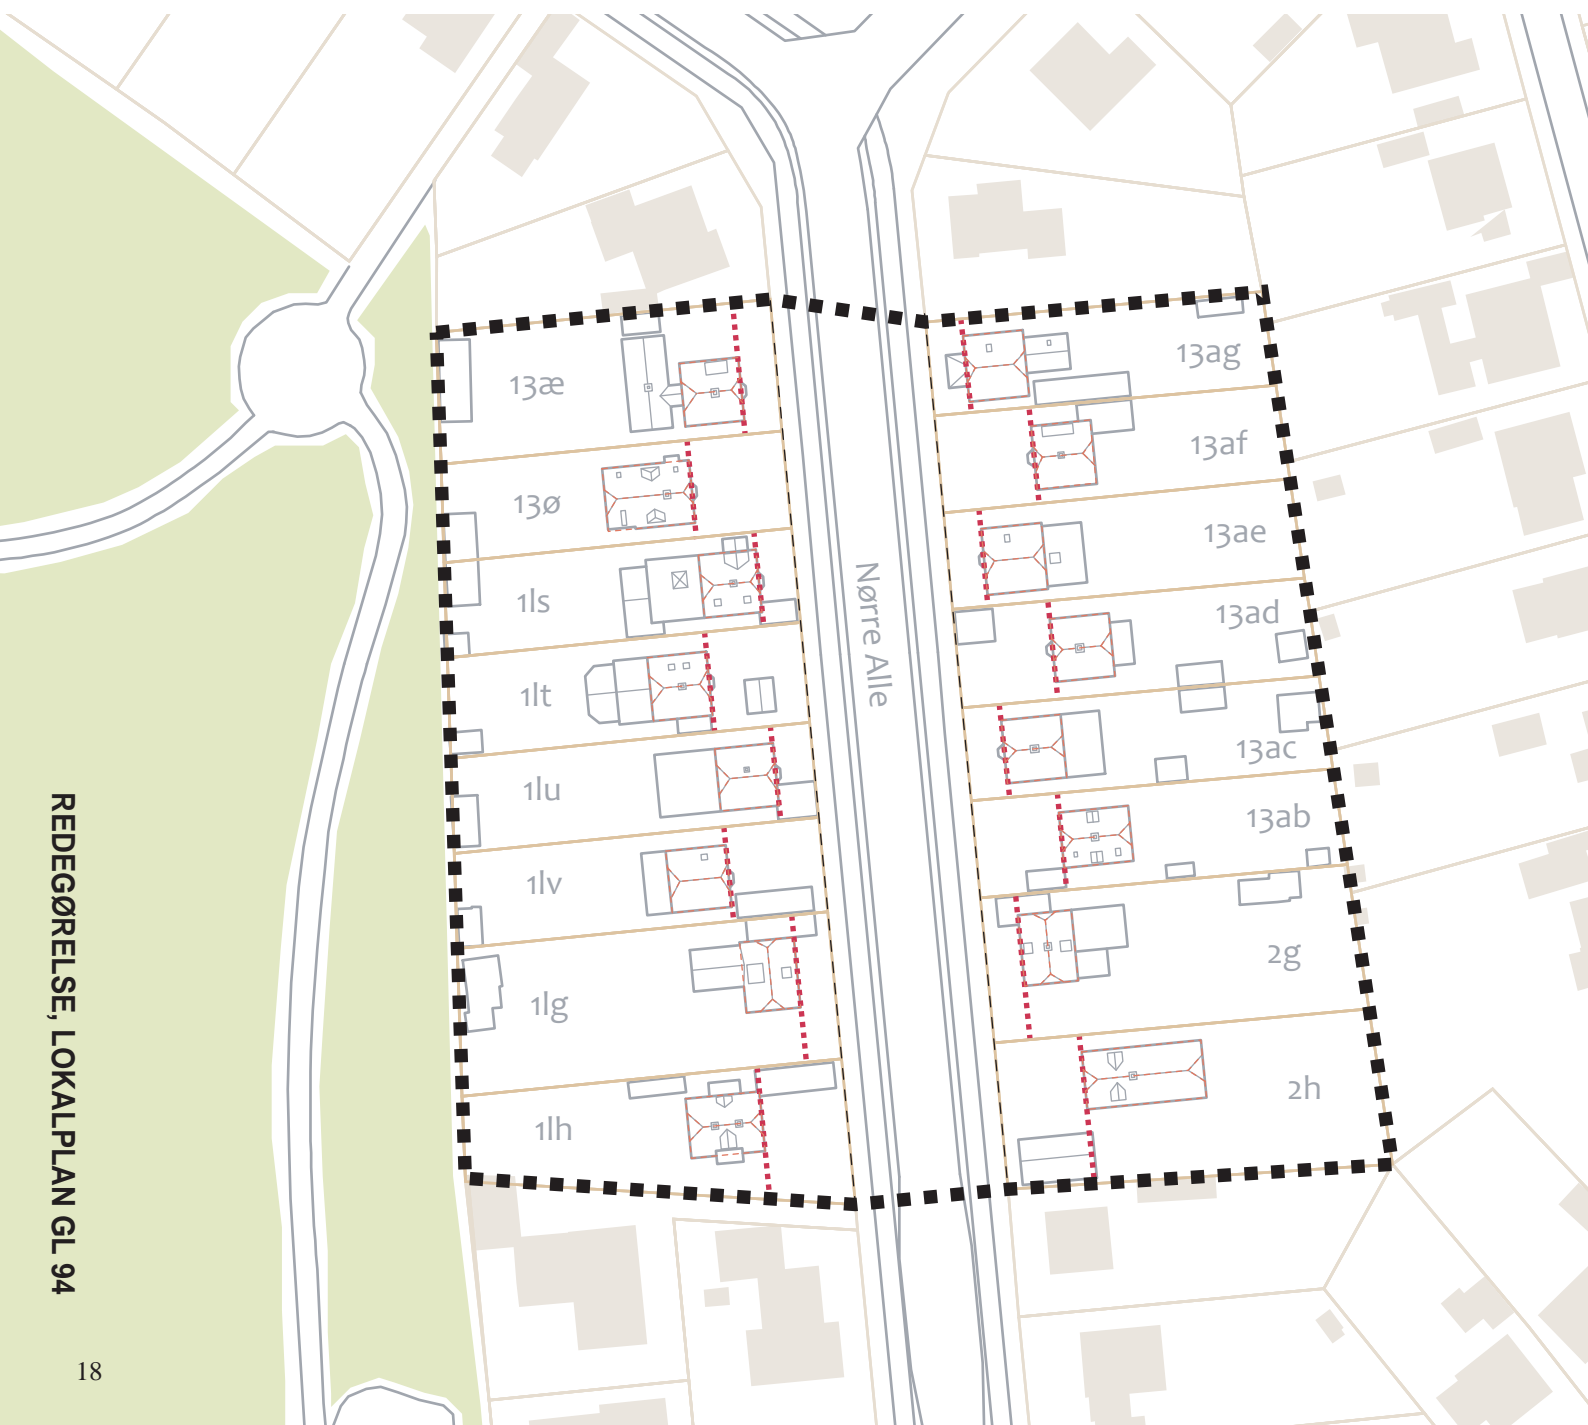 13æ
13ø
1ls
1lt
1lu
1lv
1lg
1lh
Nørre Alle
13ag
13af
13ae
13ad
13ac
13ab
2g
2h
REDEGØRELSE, LOKALPLAN GL 94
18